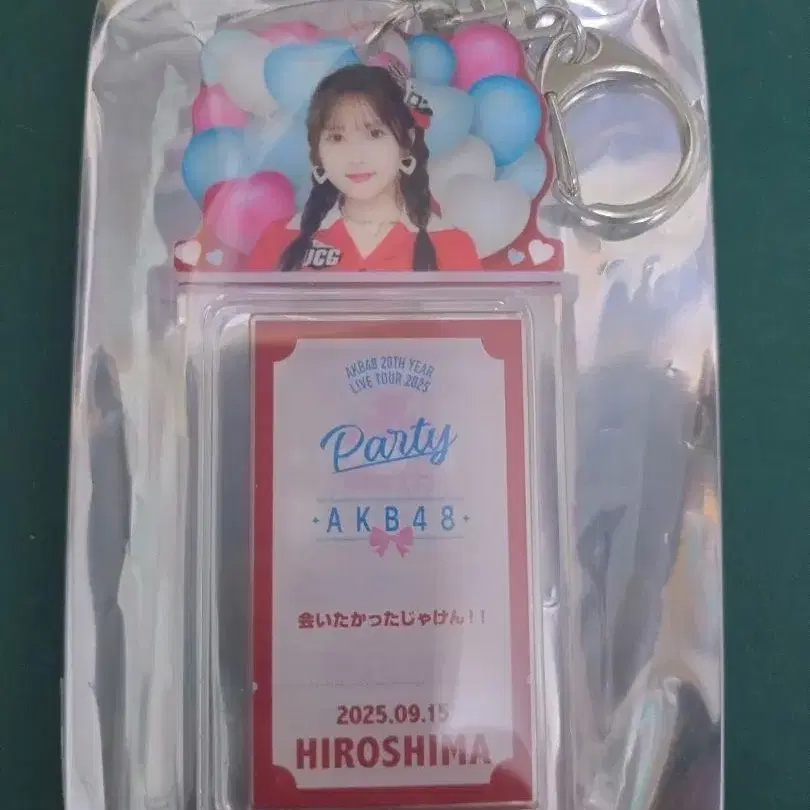 UCG
AKB48 20TH YEAR
LIVE TOUR 2025
Party
AKB48
会いたかったじゃけん！！
2025.09.15
HIROSHIMA